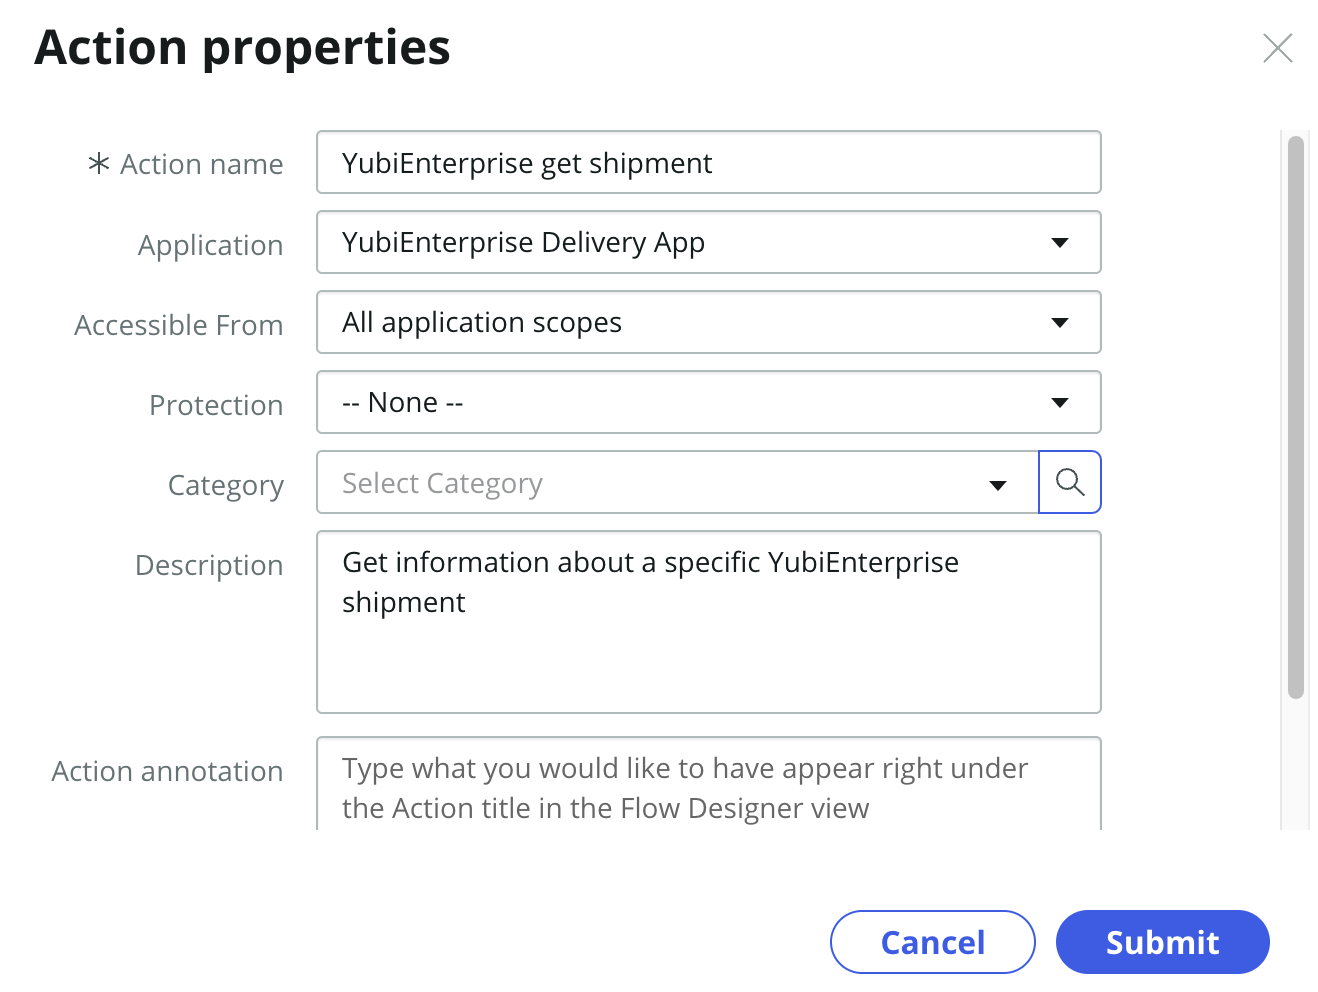 Action properties
* Action name YubiEnterprise get shipment
Application YubiEnterprise Delivery App
Accessible From All application scopes
Protection -- None --
Category Select Category
Description Get information about a specific YubiEnterprise
shipment
Action annotation Type what you would like to have appear right under
the Action title in the Flow Designer view
Cancel Submit